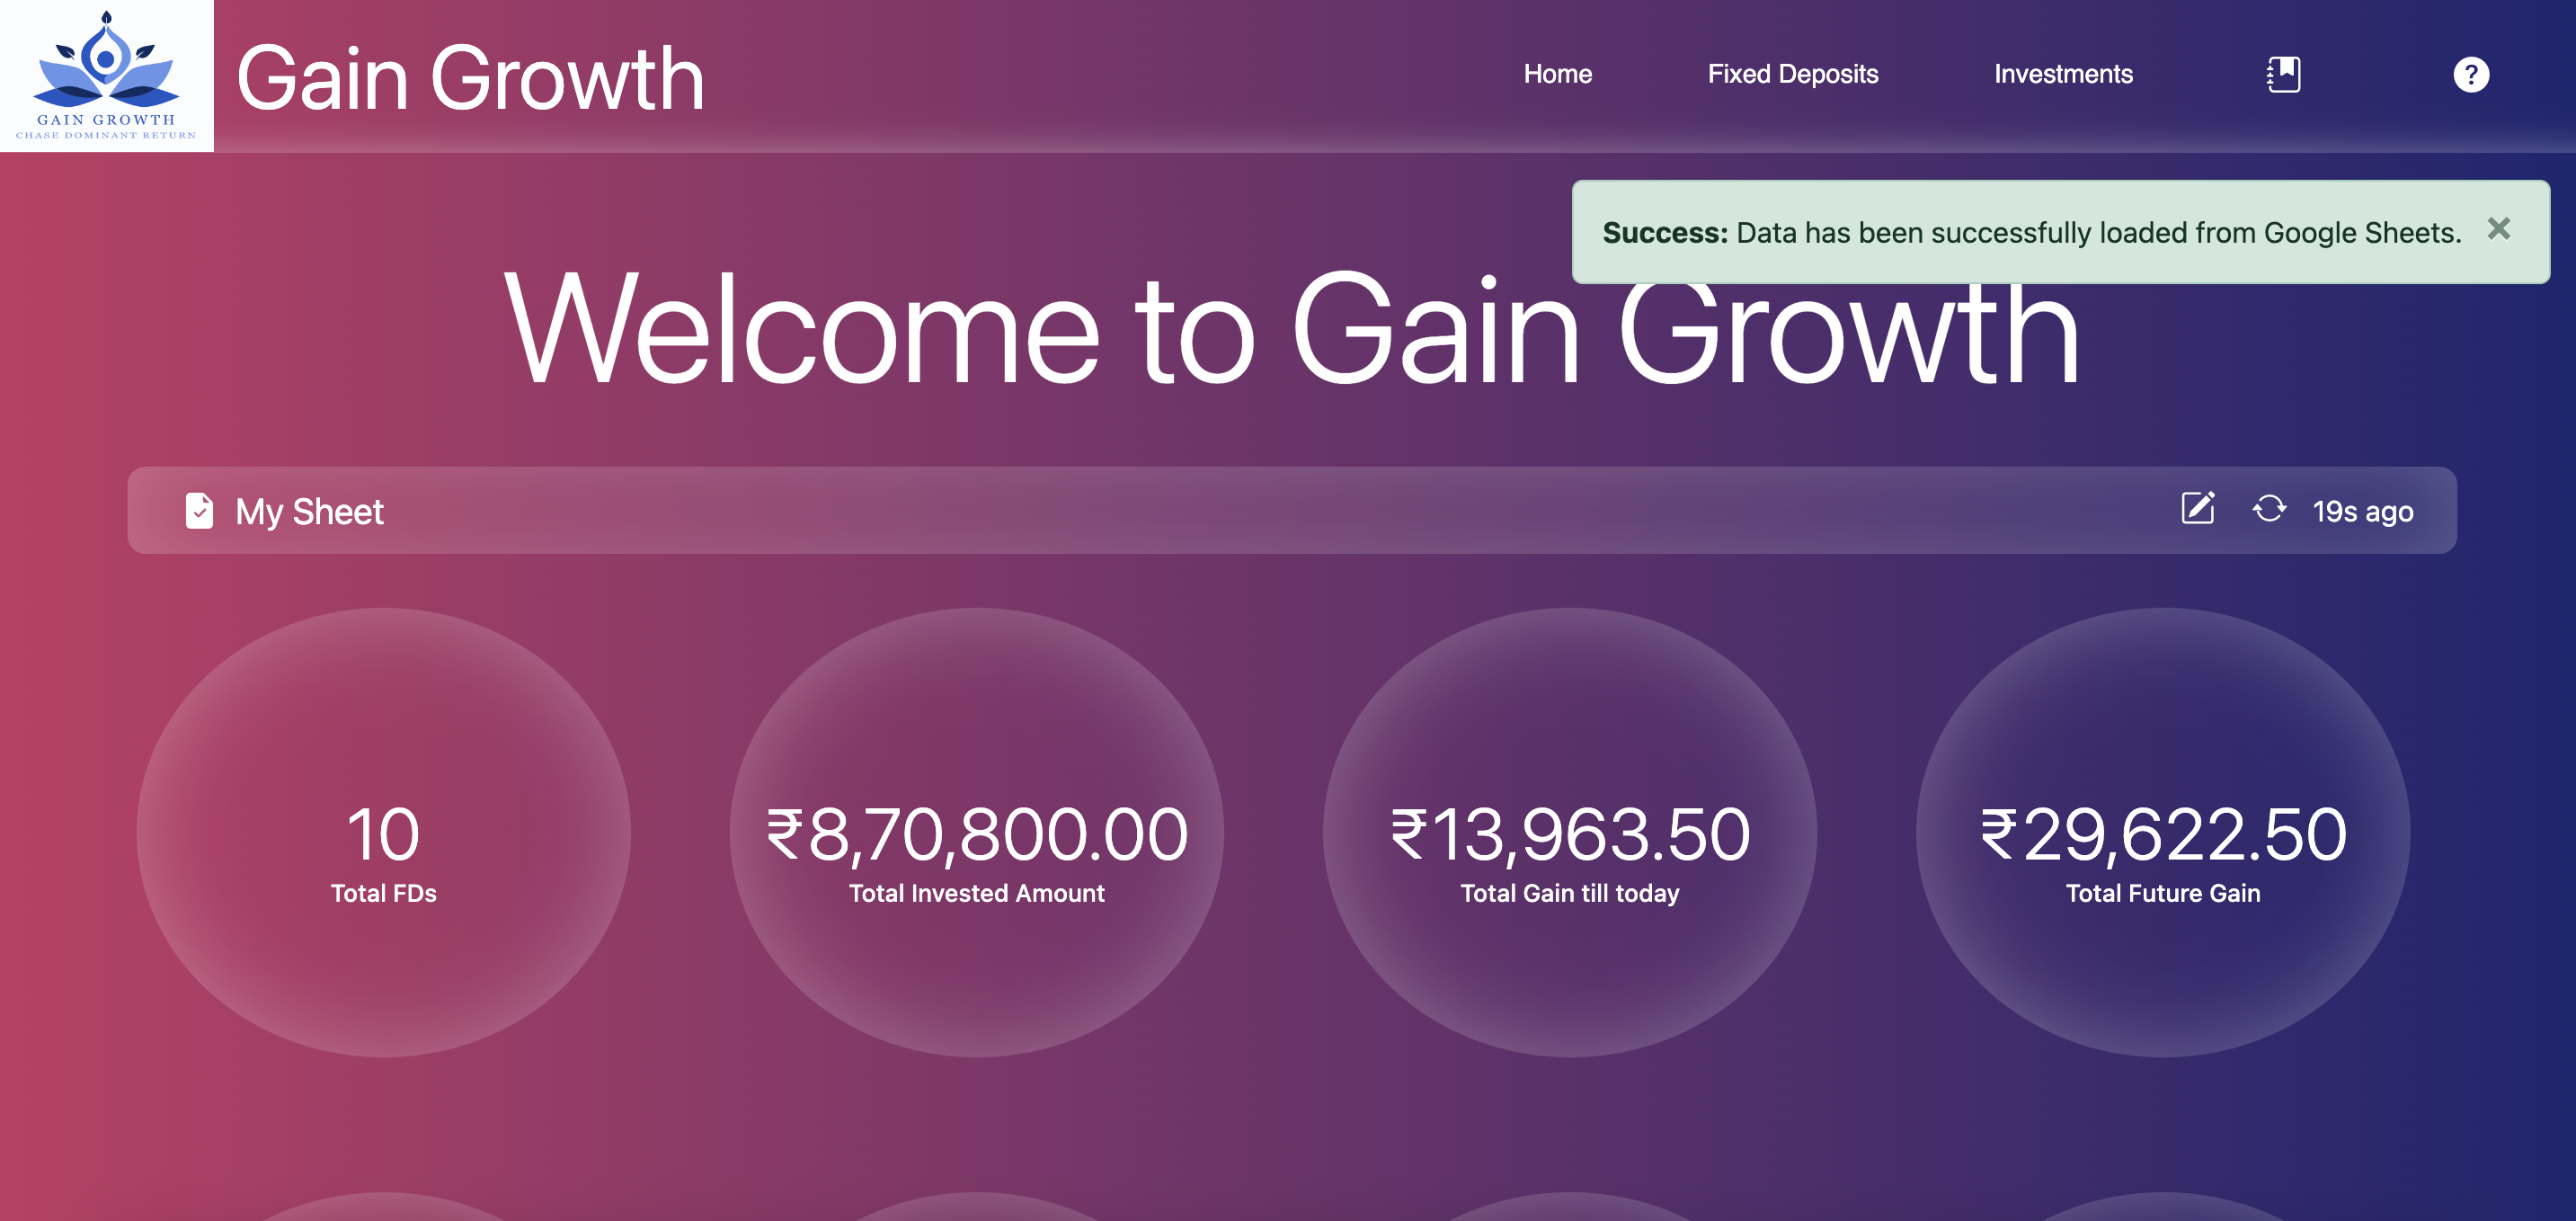 GAIN GROWTH
CHASE DOMINANT RETURN
Gain Growth
Home
Fixed Deposits
Investments
?
Success: Data has been successfully loaded from Google Sheets. ×
Welcome to Gain Growth
My Sheet
19s ago
10
Total FDs
₹8,70,800.00
Total Invested Amount
₹13,963.50
Total Gain till today
₹29,622.50
Total Future Gain